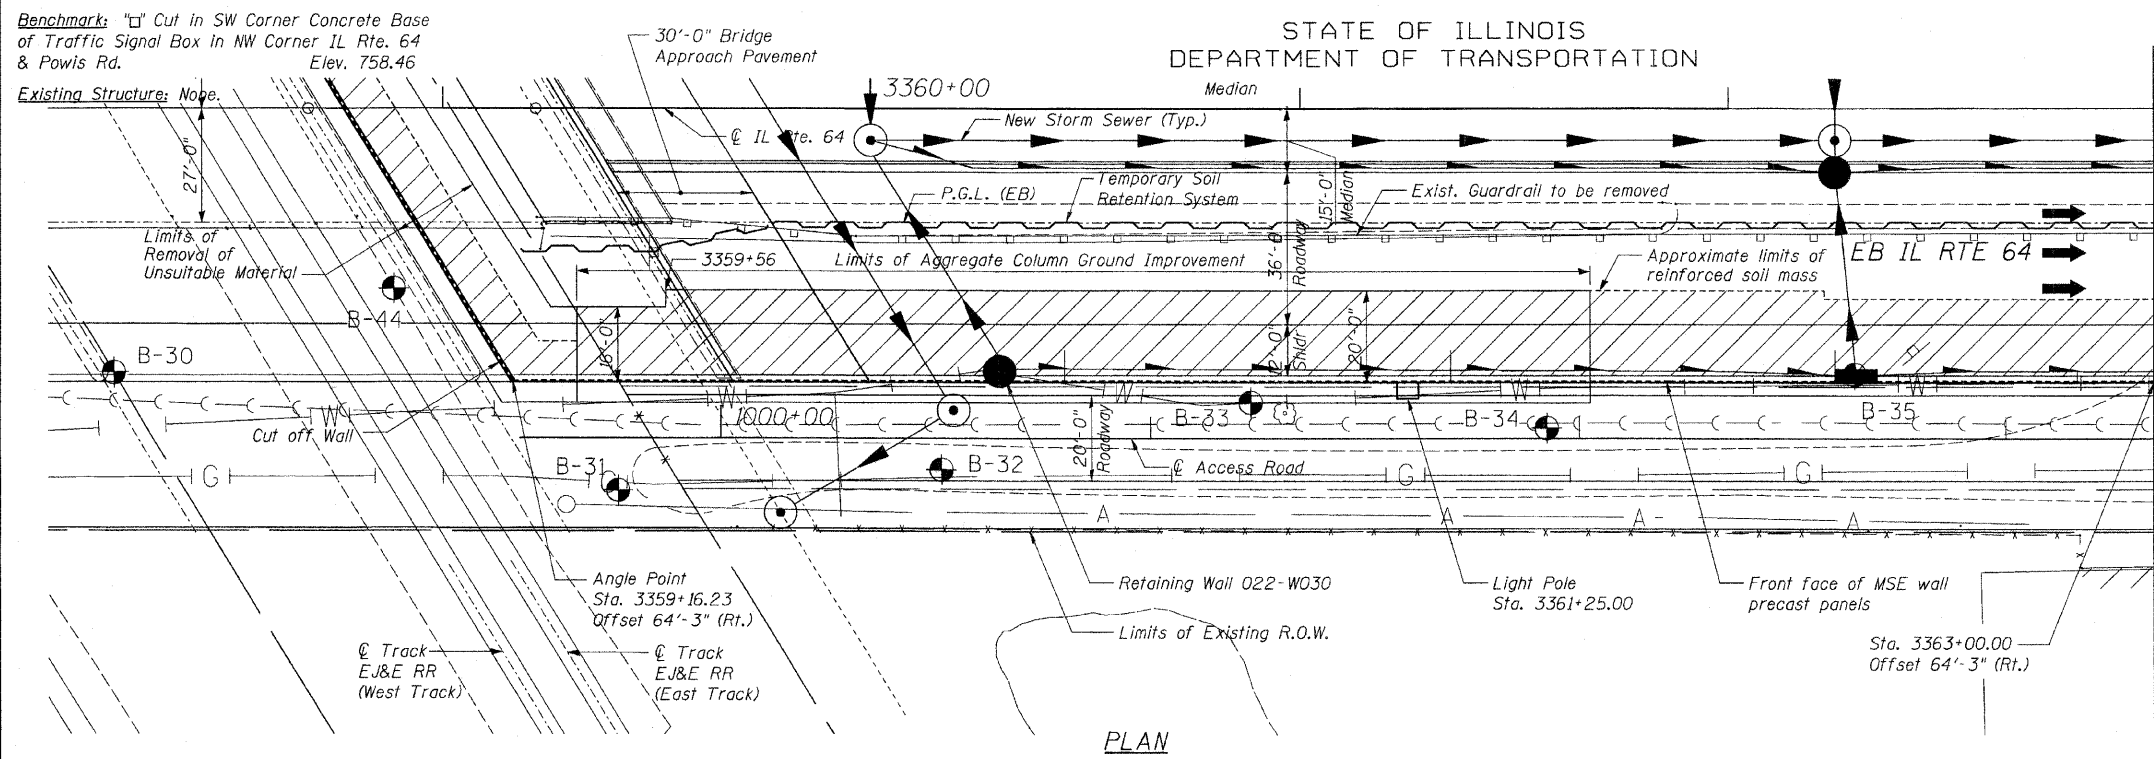 Benchmark: "□" Cut in SW Corner Concrete Base
of Traffic Signal Box in NW Corner IL Rte. 64
& Powis Rd. Elev. 758.46
Existing Structure: None.
STATE OF ILLINOIS
DEPARTMENT OF TRANSPORTATION
30'-0" Bridge
Approach Pavement
3360+00
Median
℄ IL Rte. 64
New Storm Sewer (Typ.)
27'-0"
P.G.L. (EB)
Temporary Soil
Retention System
15'-0"
Median
Exist. Guardrail to be removed
Limits of
Removal of
Unsuitable Material
3359+56
Limits of Aggregate Column Ground Improvement
36'-0"
Roadway
Approximate limits of
reinforced soil mass
EB IL RTE 64
B-44
B-30
16'-0"
12'-0"
Shldr
20'-0"
W
W
W
W
W
1000+00
B-33
B-34
B-35
Cut off Wall
20'-0"
Roadway
B-31
B-32
℄ Access Road
G
G
G
A
A
A
A
Angle Point
Sta. 3359+16.23
Offset 64'-3" (Rt.)
Retaining Wall 022-W030
Light Pole
Sta. 3361+25.00
Front face of MSE wall
precast panels
Limits of Existing R.O.W.
Sta. 3363+00.00
Offset 64'-3" (Rt.)
℄ Track
EJ&E RR
(West Track)
℄ Track
EJ&E RR
(East Track)
PLAN